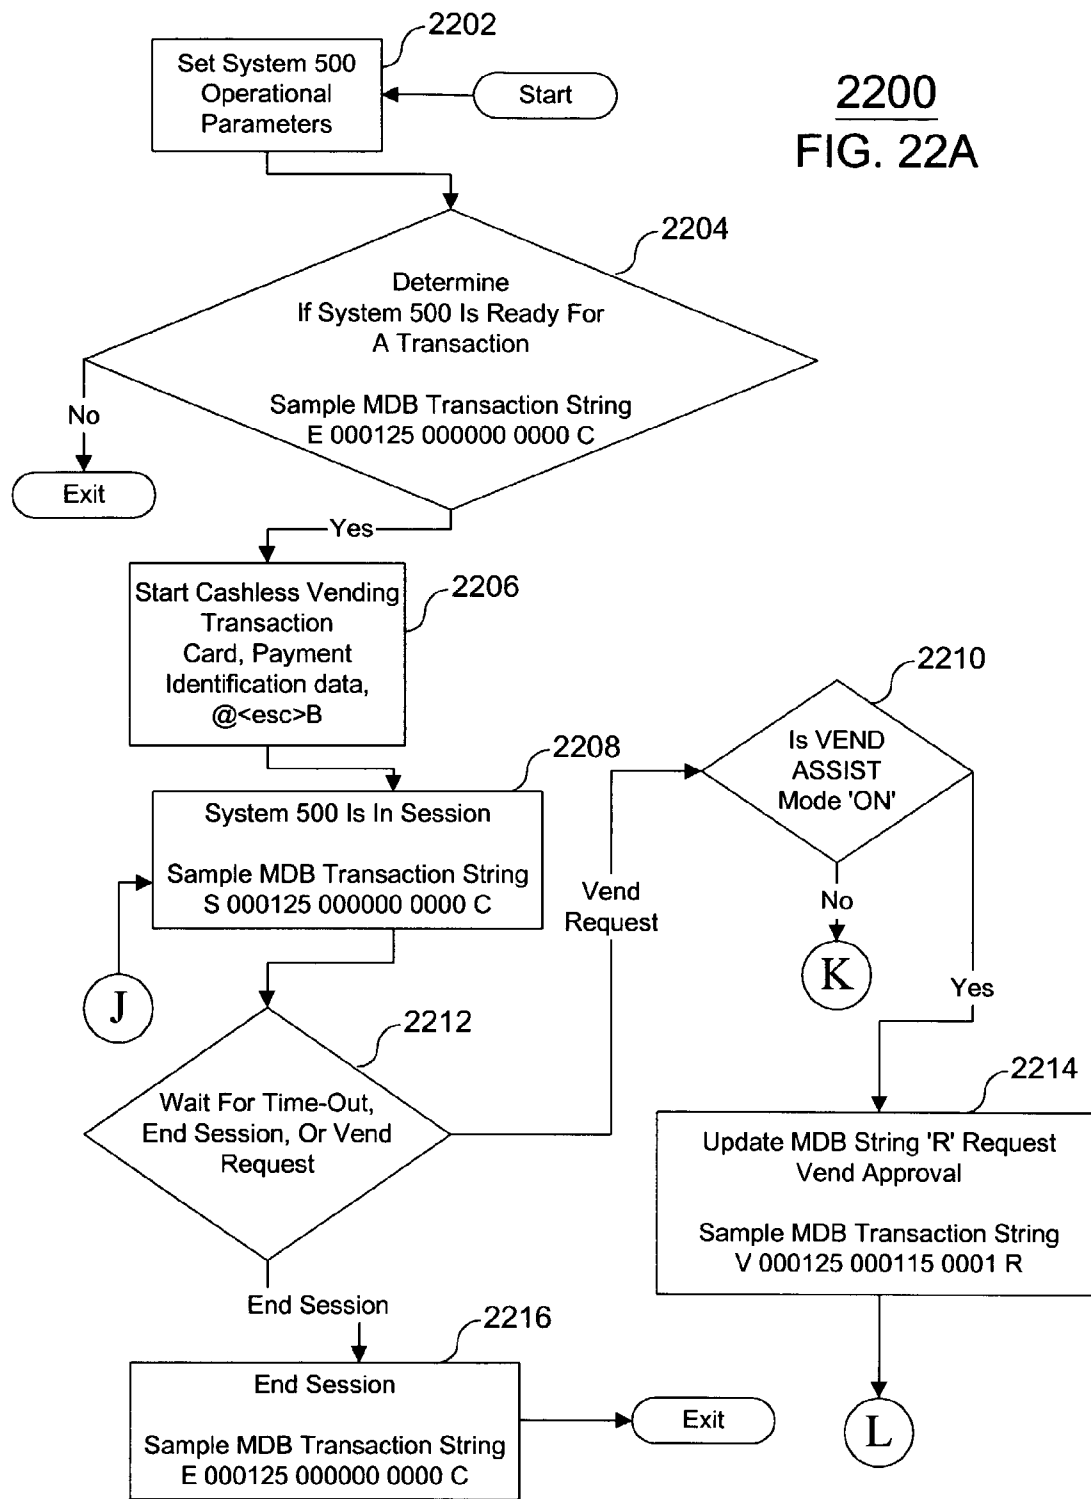 2202
Set System 500
Operational
Parameters
Start
2200
FIG. 22A
2204
Determine
If System 500 Is Ready For
A Transaction
Sample MDB Transaction String
E 000125 000000 0000 C
No
Exit
Yes
2206
Start Cashless Vending
Transaction
Card, Payment
Identification data,
@<esc>B
2208
System 500 Is In Session
Sample MDB Transaction String
S 000125 000000 0000 C
J
2210
Is VEND
ASSIST
Mode 'ON'
Vend
Request
No
K
Yes
2212
Wait For Time-Out,
End Session, Or Vend
Request
2214
Update MDB String 'R' Request
Vend Approval
Sample MDB Transaction String
V 000125 000115 0001 R
L
End Session
2216
End Session
Sample MDB Transaction String
E 000125 000000 0000 C
Exit